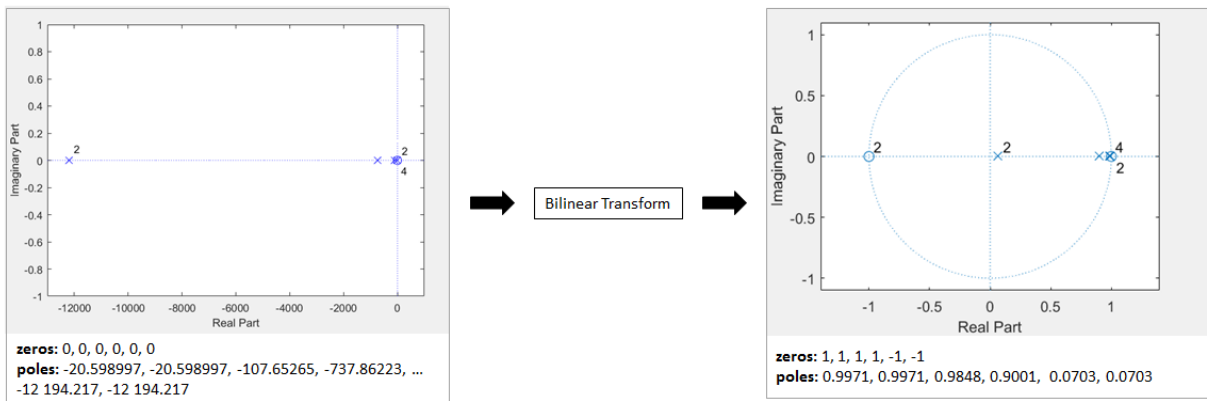 1
0.8
0.6
0.4
0.2
0
-0.2
-0.4
-0.6
-0.8
-1
Imaginary Part
2
2
4
-12000 -10000 -8000 -6000 -4000 -2000 0
Real Part
zeros: 0, 0, 0, 0, 0, 0
poles: -20.598997, -20.598997, -107.65265, -737.86223, ...
-12 194.217, -12 194.217
Bilinear Transform
1
0.5
0
-0.5
-1
Imaginary Part
2
2
4
2
-1 -0.5 0 0.5 1
Real Part
zeros: 1, 1, 1, 1, -1, -1
poles: 0.9971, 0.9971, 0.9848, 0.9001, 0.0703, 0.0703